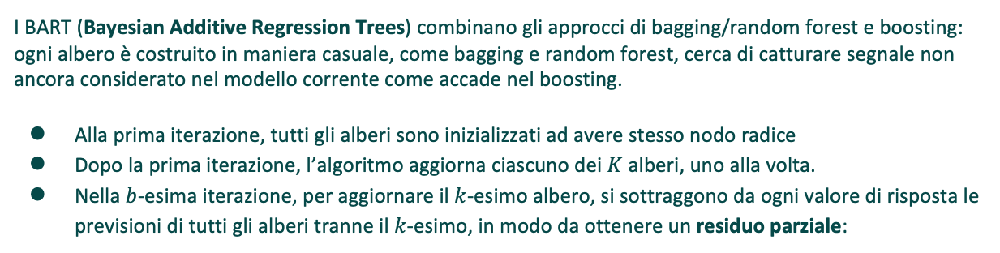 I BART (Bayesian Additive Regression Trees) combinano gli approcci di bagging/random forest e boosting:
ogni albero è costruito in maniera casuale, come bagging e random forest, cerca di catturare segnale non
ancora considerato nel modello corrente come accade nel boosting.
● Alla prima iterazione, tutti gli alberi sono inizializzati ad avere stesso nodo radice
● Dopo la prima iterazione, l’algoritmo aggiorna ciascuno dei K alberi, uno alla volta.
● Nella b-esima iterazione, per aggiornare il k-esimo albero, si sottraggono da ogni valore di risposta le
previsioni di tutti gli alberi tranne il k-esimo, in modo da ottenere un residuo parziale: